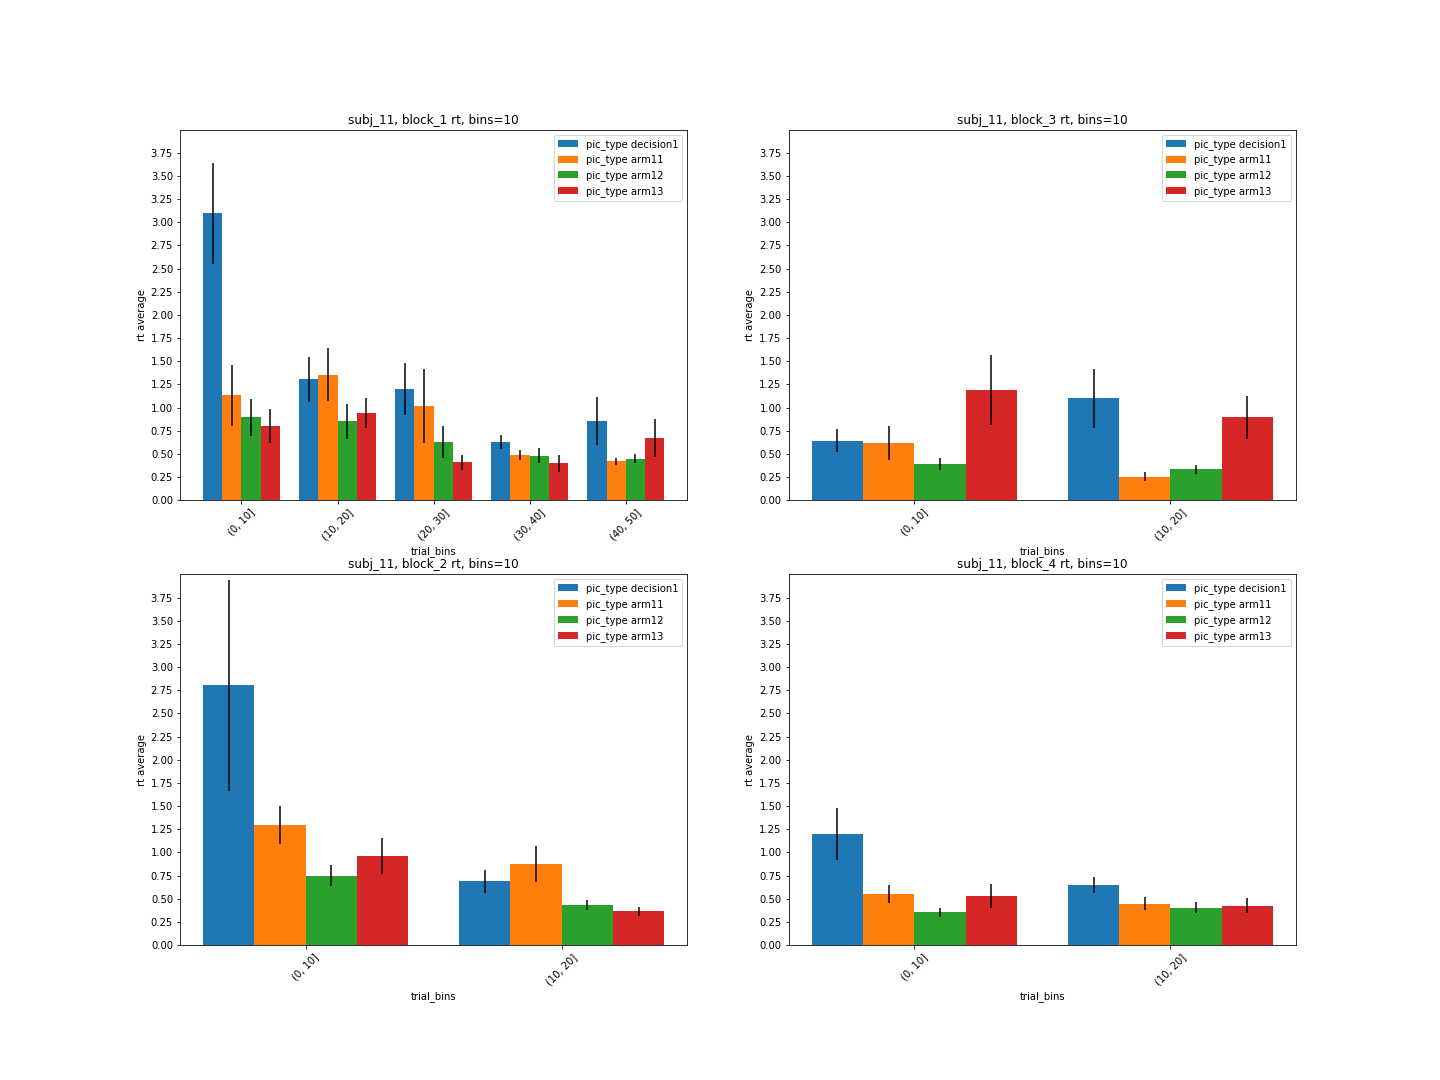 subj_11, block_1 rt, bins=10
pic_type decision1
pic_type arm11
pic_type arm12
pic_type arm13
3.75
3.50
3.25
3.00
2.75
2.50
2.25
2.00
1.75
1.50
1.25
1.00
0.75
0.50
0.25
0.00
rt average
(0, 10]
(10, 20]
(20, 30]
(30, 40]
(40, 50]
trial_bins
subj_11, block_3 rt, bins=10
pic_type decision1
pic_type arm11
pic_type arm12
pic_type arm13
3.75
3.50
3.25
3.00
2.75
2.50
2.25
2.00
1.75
1.50
1.25
1.00
0.75
0.50
0.25
0.00
rt average
(0, 10]
(10, 20]
trial_bins
subj_11, block_2 rt, bins=10
pic_type decision1
pic_type arm11
pic_type arm12
pic_type arm13
3.75
3.50
3.25
3.00
2.75
2.50
2.25
2.00
1.75
1.50
1.25
1.00
0.75
0.50
0.25
0.00
rt average
(0, 10]
(10, 20]
trial_bins
subj_11, block_4 rt, bins=10
pic_type decision1
pic_type arm11
pic_type arm12
pic_type arm13
3.75
3.50
3.25
3.00
2.75
2.50
2.25
2.00
1.75
1.50
1.25
1.00
0.75
0.50
0.25
0.00
rt average
(0, 10]
(10, 20]
trial_bins